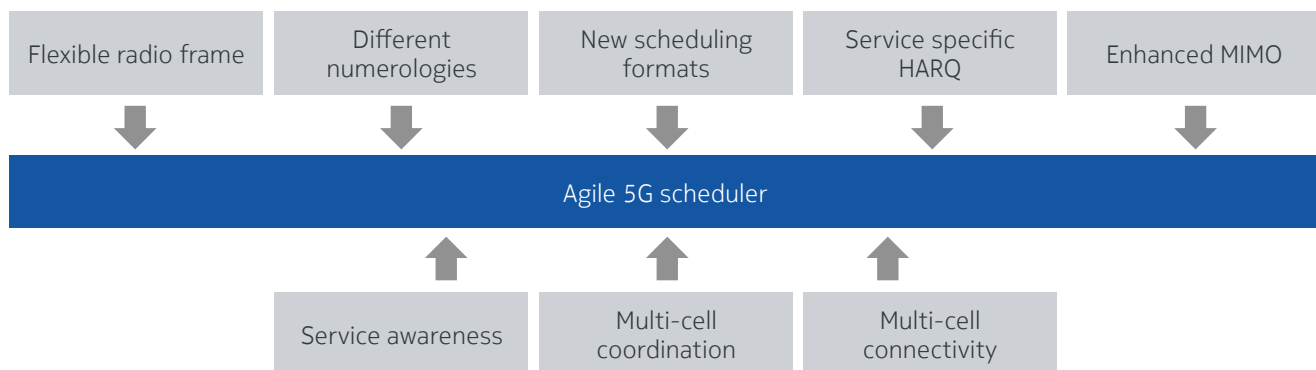 Flexible radio frame
Different
numerologies
New scheduling
formats
Service specific
HARQ
Enhanced MIMO
Agile 5G scheduler
Service awareness
Multi-cell
coordination
Multi-cell
connectivity